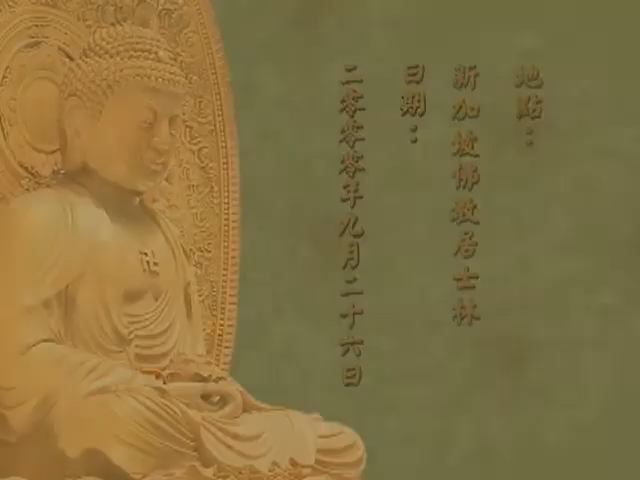 地點：
新加坡佛教居士林
日期：
二零零零年九月二十六日
卍